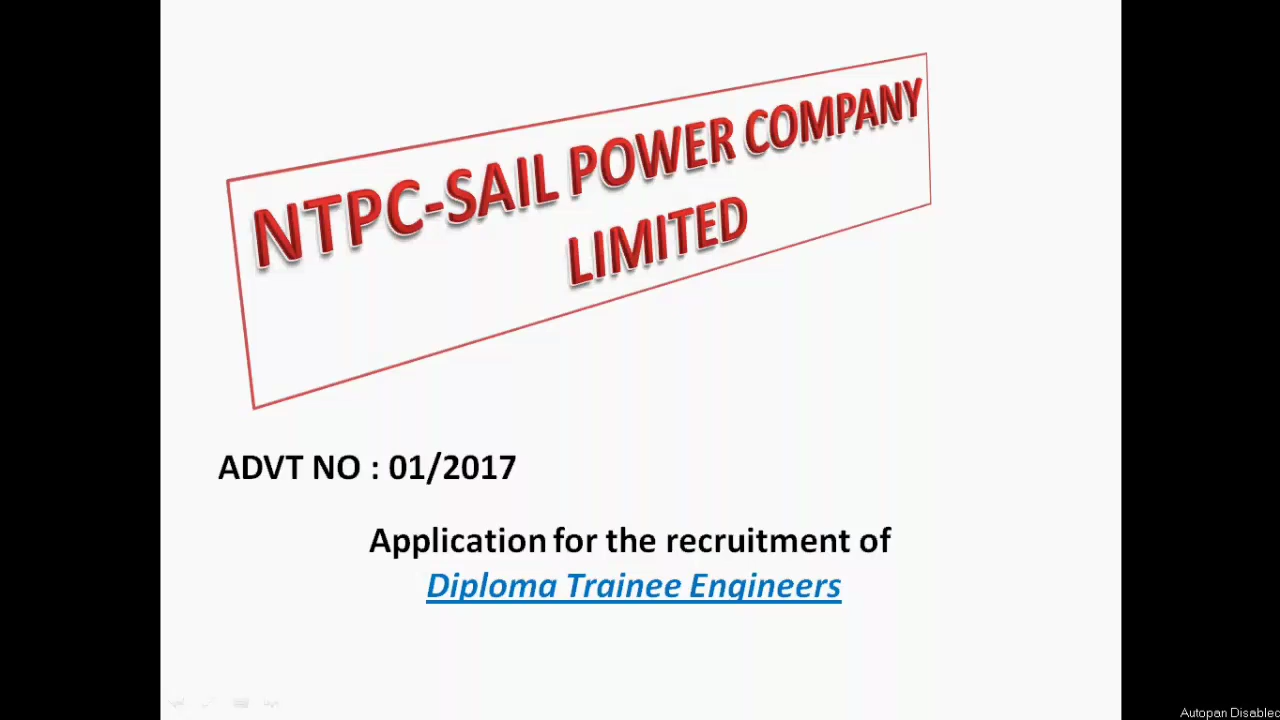 NTPC-SAIL POWER COMPANY
LIMITED
ADVT NO : 01/2017
Application for the recruitment of
Diploma Trainee Engineers
Autopan Disabled